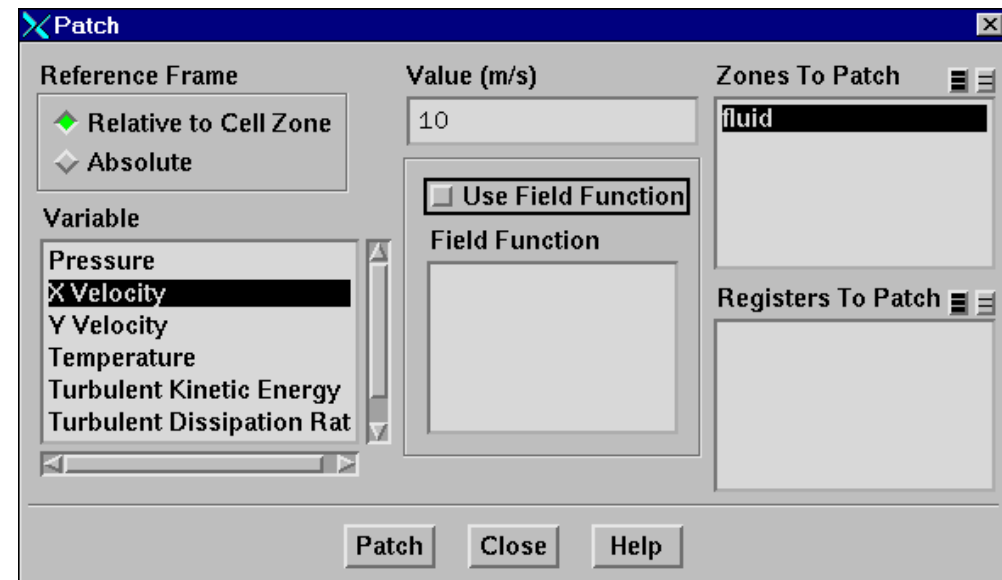 Patch
Reference Frame
Relative to Cell Zone
Absolute
Variable
Pressure
X Velocity
Y Velocity
Temperature
Turbulent Kinetic Energy
Turbulent Dissipation Rat
Value (m/s)
10
Use Field Function
Field Function
Zones To Patch
fluid
Registers To Patch
Patch Close Help